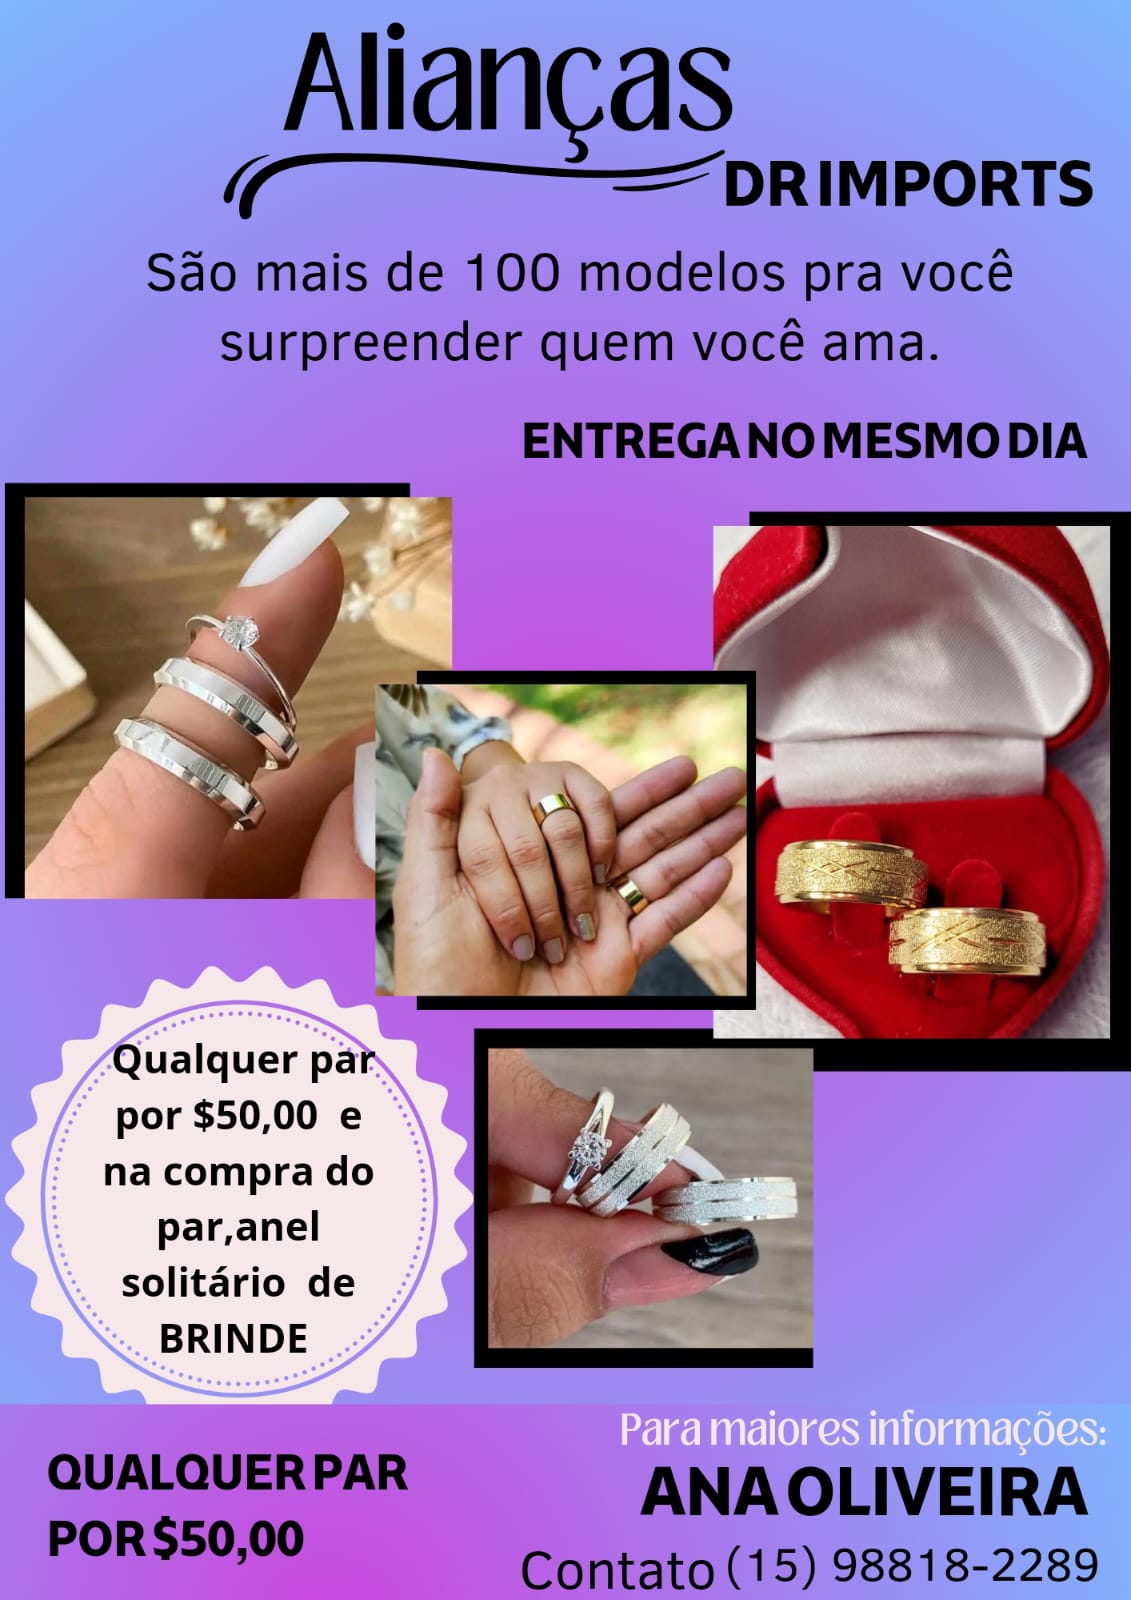 Alianças
DR IMPORTS
São mais de 100 modelos pra você
surpreender quem você ama.
ENTREGA NO MESMO DIA
Qualquer par
por $50,00 e
na compra do
par,anel
solitário de
BRINDE
QUALQUER PAR
POR $50,00
Para maiores informações:
ANA OLIVEIRA
Contato (15) 98818-2289